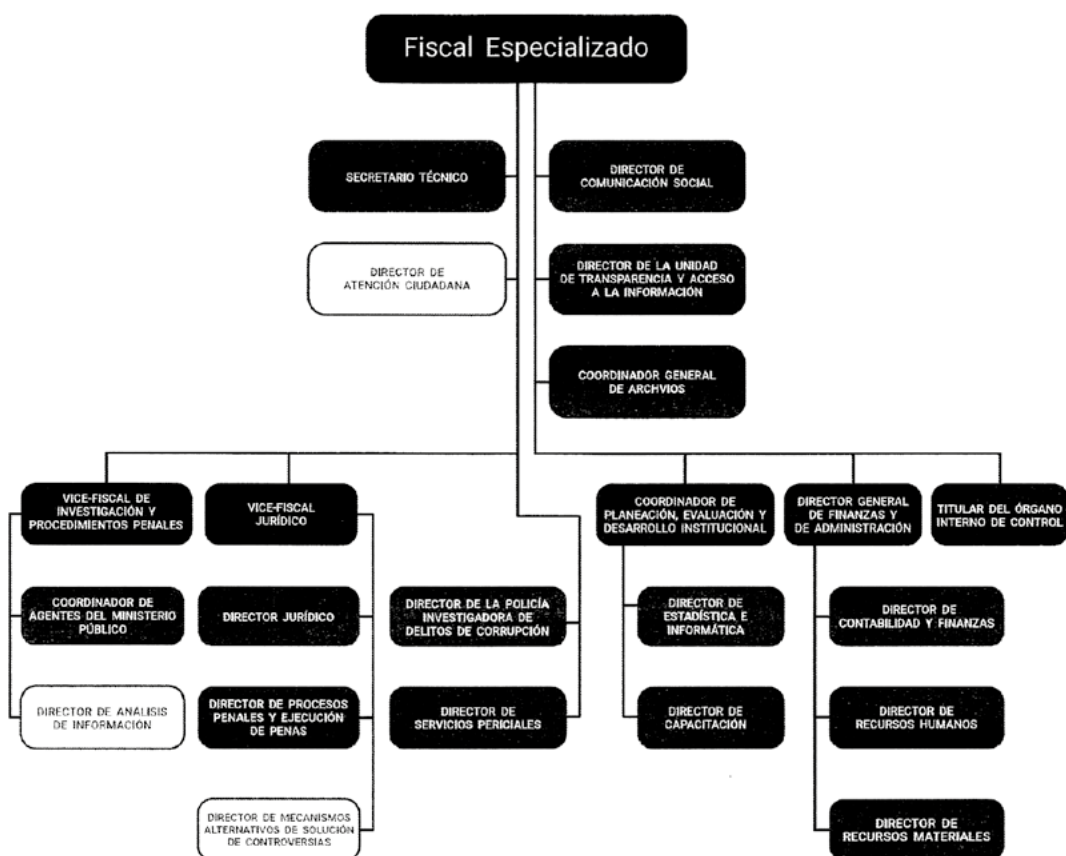 Fiscal Especializado
SECRETARIO TÉCNICO
DIRECTOR DE
COMUNICACIÓN SOCIAL
DIRECTOR DE
ATENCIÓN CIUDADANA
DIRECTOR DE LA UNIDAD
DE TRANSPARENCIA Y ACCESO
A LA INFORMACIÓN
COORDINADOR GENERAL
DE ARCHVIOS
VICE-FISCAL DE
INVESTIGACIÓN Y
PROCEDIMIENTOS PENALES
VICE-FISCAL
JURÍDICO
COORDINADOR DE
PLANEACIÓN, EVALUACIÓN Y
DESARROLLO INSTITUCIONAL
DIRECTOR GENERAL
DE FINANZAS Y
DE ADMINISTRACIÓN
TITULAR DEL ÓRGANO
INTERNO DE CONTROL
COORDINADOR DE
AGENTES DEL MINISTERIO
PÚBLICO
DIRECTOR JURÍDICO
DIRECTOR DE LA POLICÍA
INVESTIGADORA DE
DELITOS DE CORRUPCIÓN
DIRECTOR DE
ESTADÍSTICA E
INFORMÁTICA
DIRECTOR DE
CONTABILIDAD Y FINANZAS
DIRECTOR DE ANÁLISIS
DE INFORMACIÓN
DIRECTOR DE PROCESOS
PENALES Y EJECUCIÓN
DE PENAS
DIRECTOR DE
SERVICIOS PERICIALES
DIRECTOR DE
CAPACITACIÓN
DIRECTOR DE
RECURSOS HUMANOS
DIRECTOR DE MECANISMOS
ALTERNATIVOS DE SOLUCIÓN
DE CONTROVERSIAS
DIRECTOR DE
RECURSOS MATERIALES